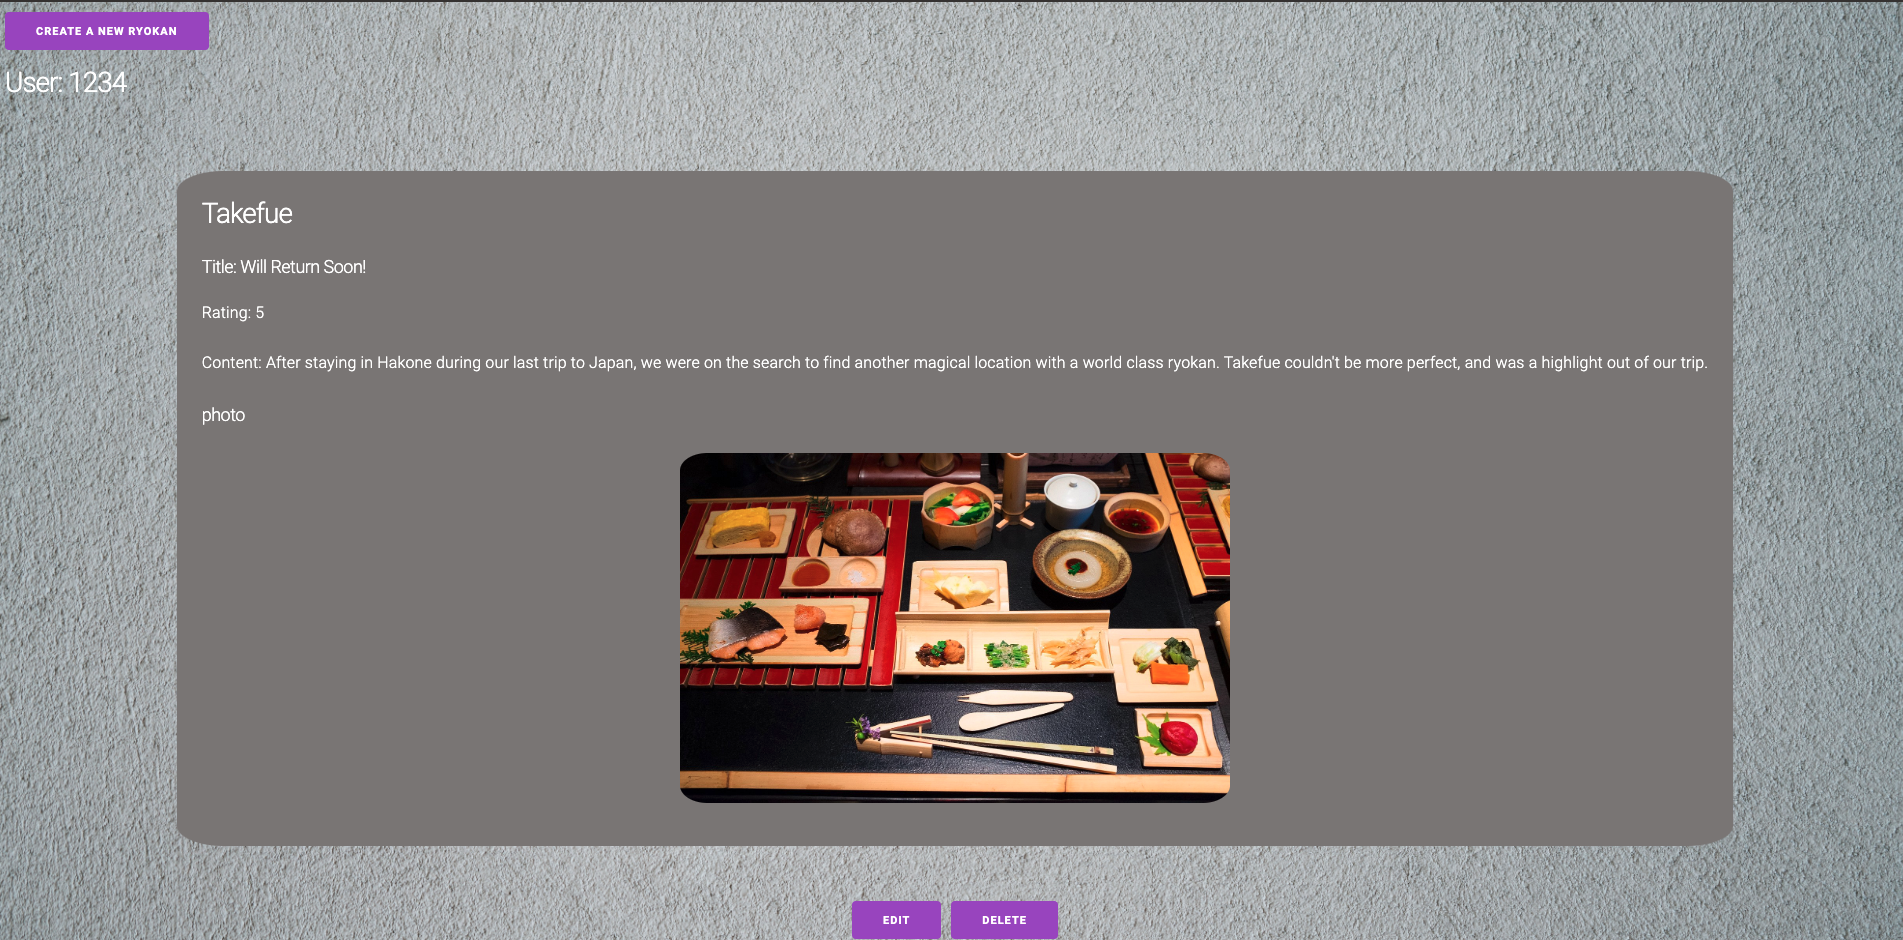 CREATE A NEW RYOKAN
User: 1234
Takefue
Title: Will Return Soon!
Rating: 5
Content: After staying in Hakone during our last trip to Japan, we were on the search to find another magical location with a world class ryokan. Takefue couldn't be more perfect, and was a highlight out of our trip.
photo
EDIT
DELETE